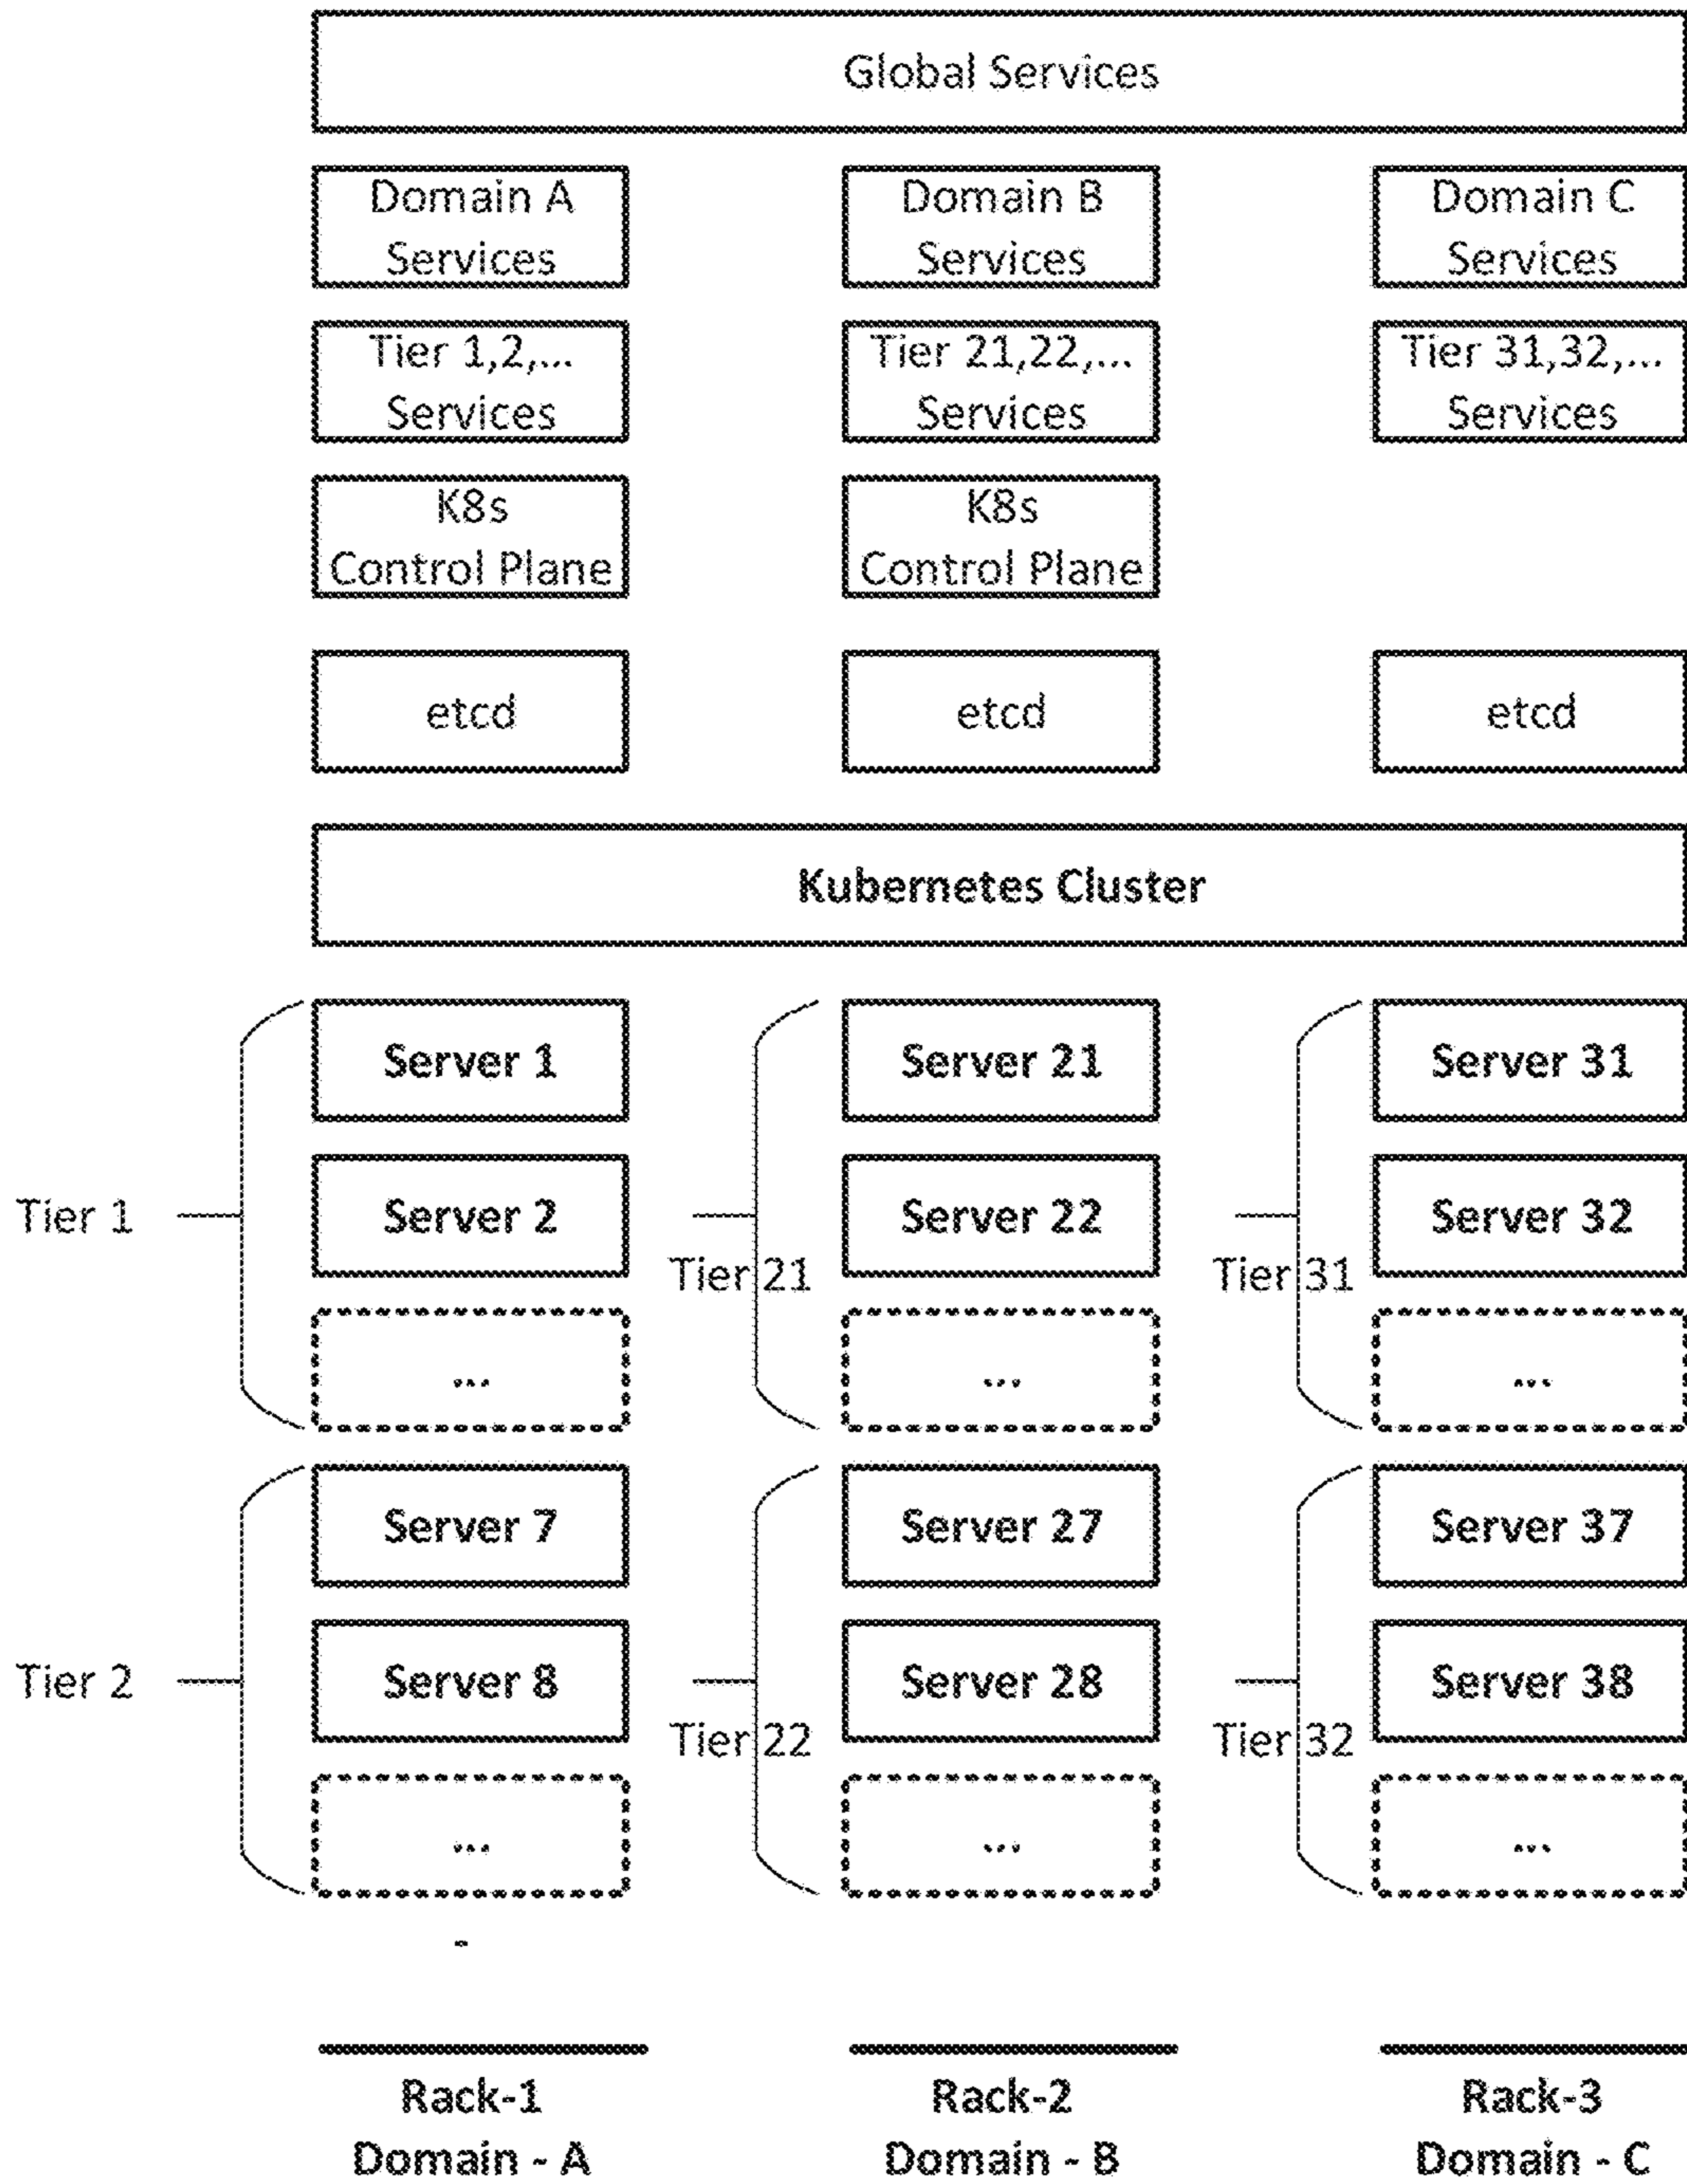 Global Services
Domain A
Services
Domain B
Services
Domain C
Services
Tier 1,2,...
Services
Tier 21,22,...
Services
Tier 31,32,...
Services
K8s
Control Plane
K8s
Control Plane
etcd
etcd
etcd
Kubernetes Cluster
Tier 1
Server 1
Server 2
...
Tier 21
Server 21
Server 22
...
Tier 31
Server 31
Server 32
...
Tier 2
Server 7
Server 8
...
Tier 22
Server 27
Server 28
...
Tier 32
Server 37
Server 38
...
-
Rack-1
Domain - A
Rack-2
Domain - B
Rack-3
Domain - C